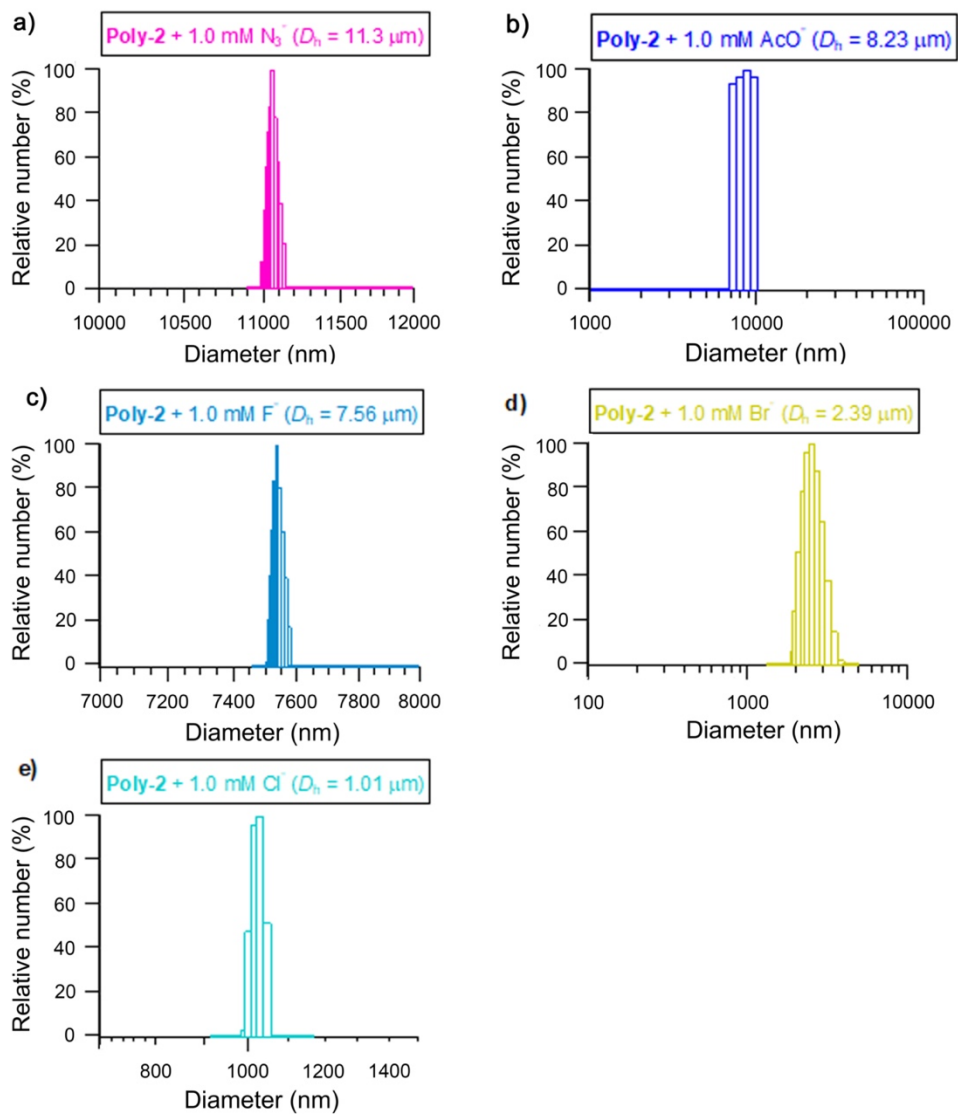 a)
Poly-2 + 1.0 mM N₃⁻ (Dₕ = 11.3 μm)
Relative number (%)
100
80
60
40
20
0
10000 10500 11000 11500 12000
Diameter (nm)
b)
Poly-2 + 1.0 mM AcO⁻ (Dₕ = 8.23 μm)
Relative number (%)
100
80
60
40
20
0
1000 10000 100000
Diameter (nm)
c)
Poly-2 + 1.0 mM F⁻ (Dₕ = 7.56 μm)
Relative number (%)
100
80
60
40
20
0
7000 7200 7400 7600 7800 8000
Diameter (nm)
d)
Poly-2 + 1.0 mM Br⁻ (Dₕ = 2.39 μm)
Relative number (%)
100
80
60
40
20
0
100 1000 10000
Diameter (nm)
e)
Poly-2 + 1.0 mM Cl⁻ (Dₕ = 1.01 μm)
Relative number (%)
100
80
60
40
20
0
800 1000 1200 1400
Diameter (nm)